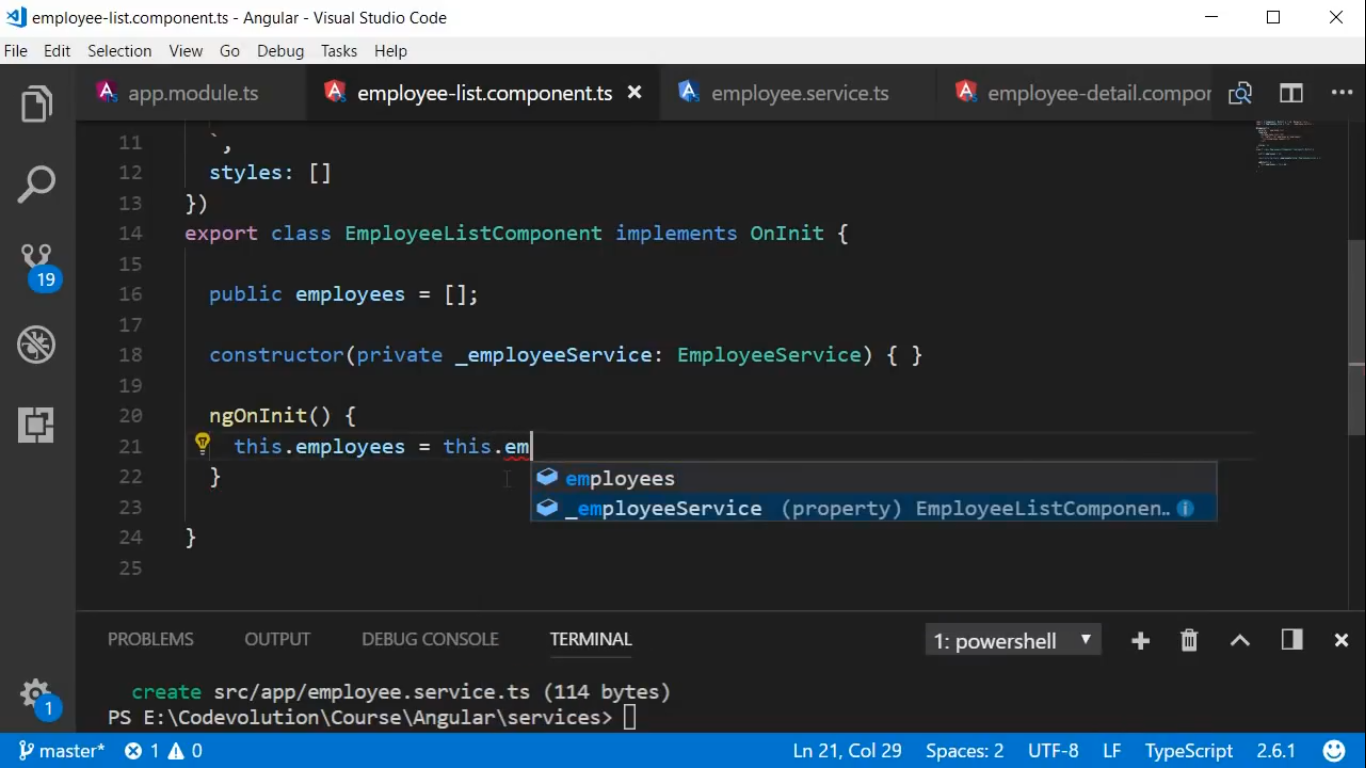 employee-list.component.ts - Angular - Visual Studio Code
File Edit Selection View Go Debug Tasks Help
app.module.ts employee-list.component.ts employee.service.ts employee-detail.compor
11 `,
12 styles: []
13 })
14 export class EmployeeListComponent implements OnInit {
15
16 public employees = [];
17
18 constructor(private _employeeService: EmployeeService) { }
19
20 ngOnInit() {
21 this.employees = this.em
employees
22 }
_employeeService (property) EmployeeListComponen..
23
24 }
25
19
PROBLEMS OUTPUT DEBUG CONSOLE TERMINAL 1: powershell
create src/app/employee.service.ts (114 bytes)
PS E:\Codevolution\Course\Angular\services>
1
master* 1 0 Ln 21, Col 29 Spaces: 2 UTF-8 LF TypeScript 2.6.1